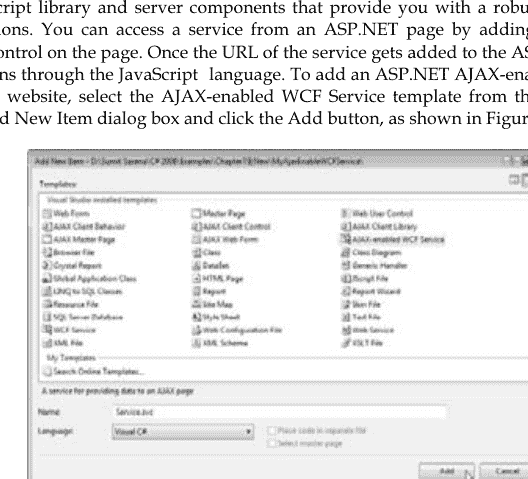 cript library and server components that provide you with a robu
ions. You can access a service from an ASP.NET page by adding
ontrol on the page. Once the URL of the service gets added to the AS
ns through the JavaScript language. To add an ASP.NET AJAX-ena
website, select the AJAX-enabled WCF Service template from th
d New Item dialog box and click the Add button, as shown in Figur
Add New Item -
Templates:
Visual Studio installed templates
Web Form Master Page Web User Control
AJAX Client Behavior AJAX Client Control AJAX Client Library
AJAX Master Page AJAX Web Form AJAX-enabled WCF Service
Browser File Class Class Diagram
Crystal Report DataSet Generic Handler
Global Application Class HTML Page JScript File
LINQ to SQL Classes Report Report Wizard
Resource File Site Map Skin File
SQL Server Database Style Sheet Text File
WCF Service Web Configuration File Web Service
XML File XML Schema XSLT File
My Templates
Search Online Templates...
A service for providing data to an AJAX page
Name: Service.svc
Language: Visual C# Place code in separate file
Select master page
Add Cancel